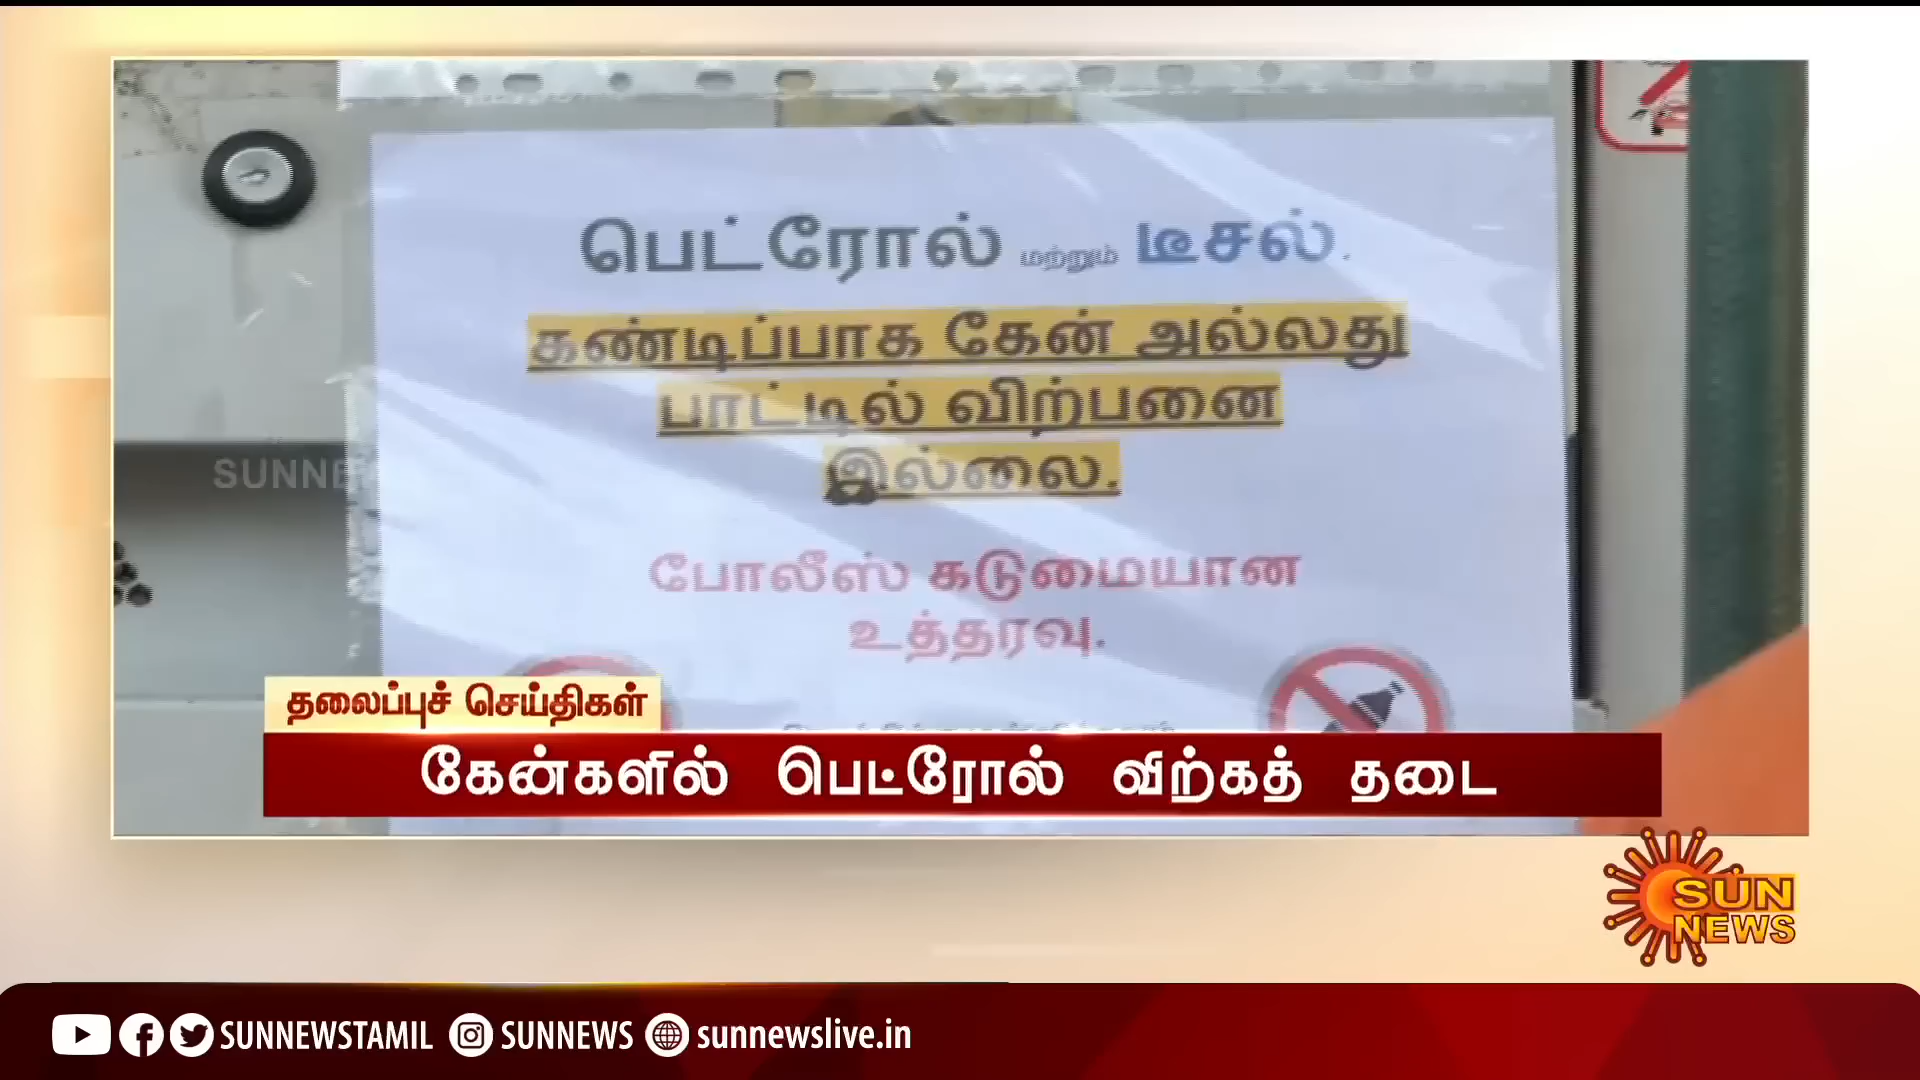 பெட்ரோல் மற்றும் டீசல்.
கண்டிப்பாக கேன் அல்லது
பாட்டில் விற்பனை
இல்லை.
போலீஸ் கடுமையான
உத்தரவு.
SUNNE
தலைப்புச் செய்திகள்
கேன்களில் பெட்ரோல் விற்கத் தடை
SUN
NEWS
SUNNEWSTAMIL SUNNEWS sunnewslive.in